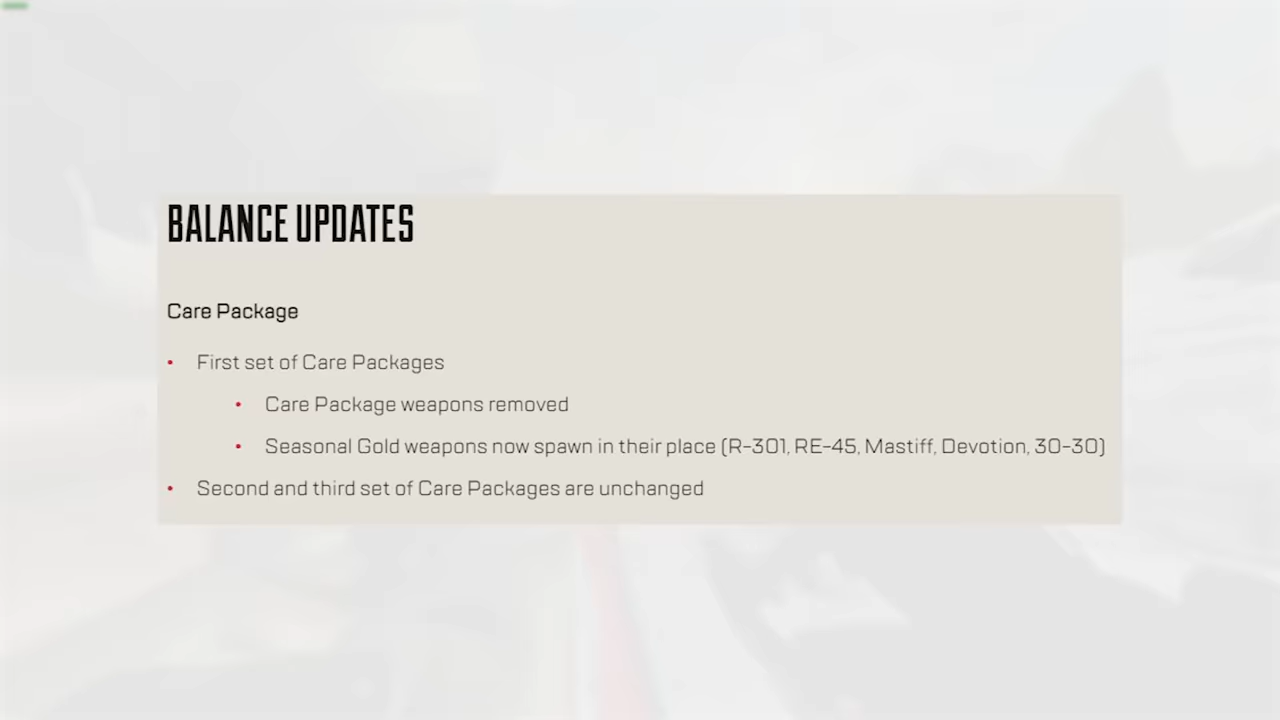 BALANCE UPDATES
Care Package
• First set of Care Packages
• Care Package weapons removed
• Seasonal Gold weapons now spawn in their place (R-301, RE-45, Mastiff, Devotion, 30-30)
• Second and third set of Care Packages are unchanged